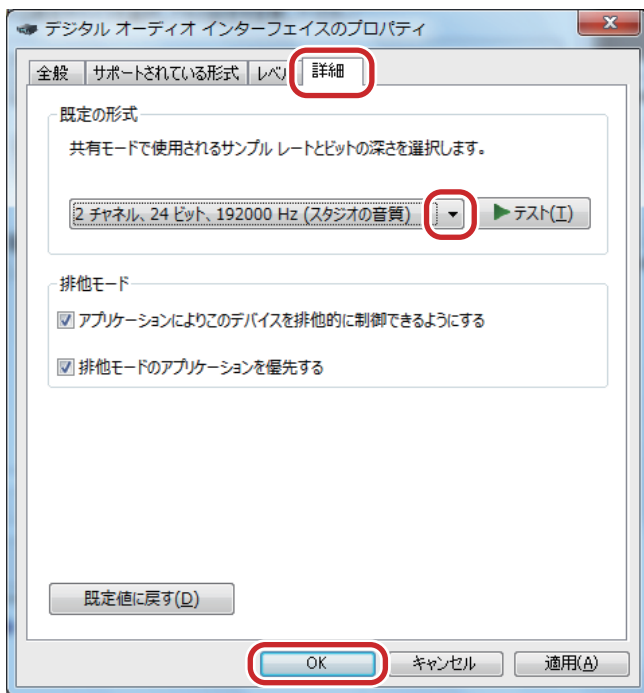 デジタル オーディオ インターフェイスのプロパティ
全般 サポートされている形式 レベル 詳細
既定の形式
共有モードで使用されるサンプル レートとビットの深さを選択します。
2 チャネル、24 ビット、192000 Hz (スタジオの音質) テスト(T)
排他モード
アプリケーションによりこのデバイスを排他的に制御できるようにする
排他モードのアプリケーションを優先する
既定値に戻す(D)
OK キャンセル 適用(A)